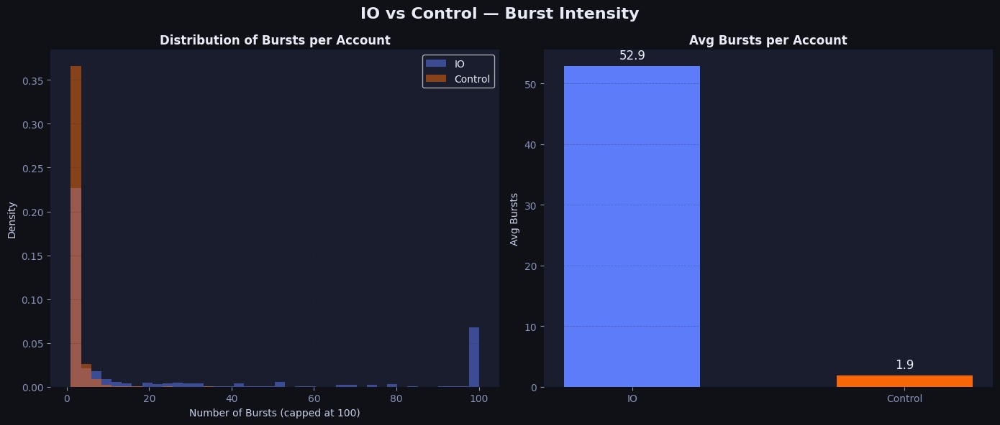 IO vs Control — Burst Intensity
Distribution of Bursts per Account
IO
Control
Density
0.35
0.30
0.25
0.20
0.15
0.10
0.05
0.00
0
20
40
60
80
100
Number of Bursts (capped at 100)
Avg Bursts per Account
52.9
1.9
Avg Bursts
50
40
30
20
10
0
IO
Control